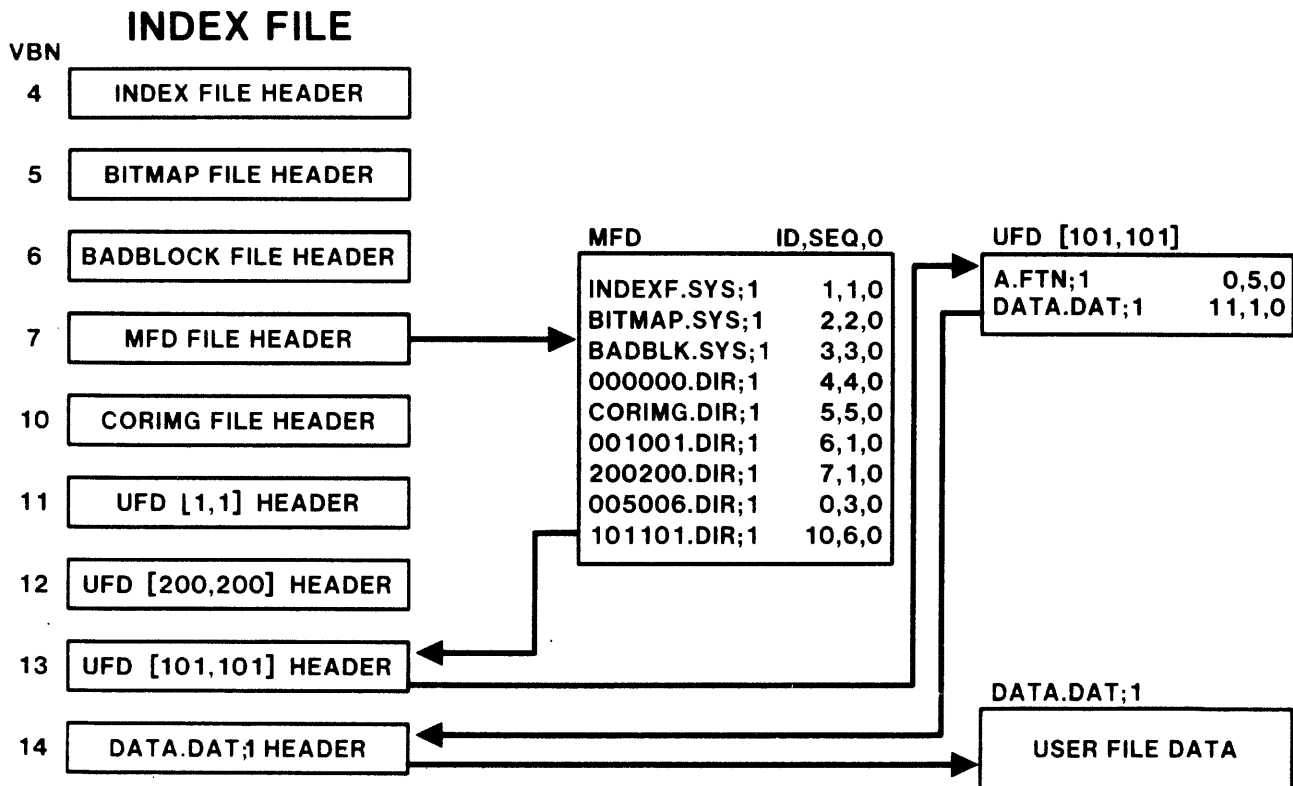 INDEX FILE
VBN
4 INDEX FILE HEADER
5 BITMAP FILE HEADER
6 BADBLOCK FILE HEADER
7 MFD FILE HEADER
10 CORIMG FILE HEADER
11 UFD [1,1] HEADER
12 UFD [200,200] HEADER
13 UFD [101,101] HEADER
14 DATA.DAT;1 HEADER
MFD ID,SEQ,0
INDEXF.SYS;1 1,1,0
BITMAP.SYS;1 2,2,0
BADBLK.SYS;1 3,3,0
000000.DIR;1 4,4,0
CORIMG.DIR;1 5,5,0
001001.DIR;1 6,1,0
200200.DIR;1 7,1,0
005006.DIR;1 0,3,0
101101.DIR;1 10,6,0
UFD [101,101]
A.FTN;1 0,5,0
DATA.DAT;1 11,1,0
DATA.DAT;1
USER FILE DATA